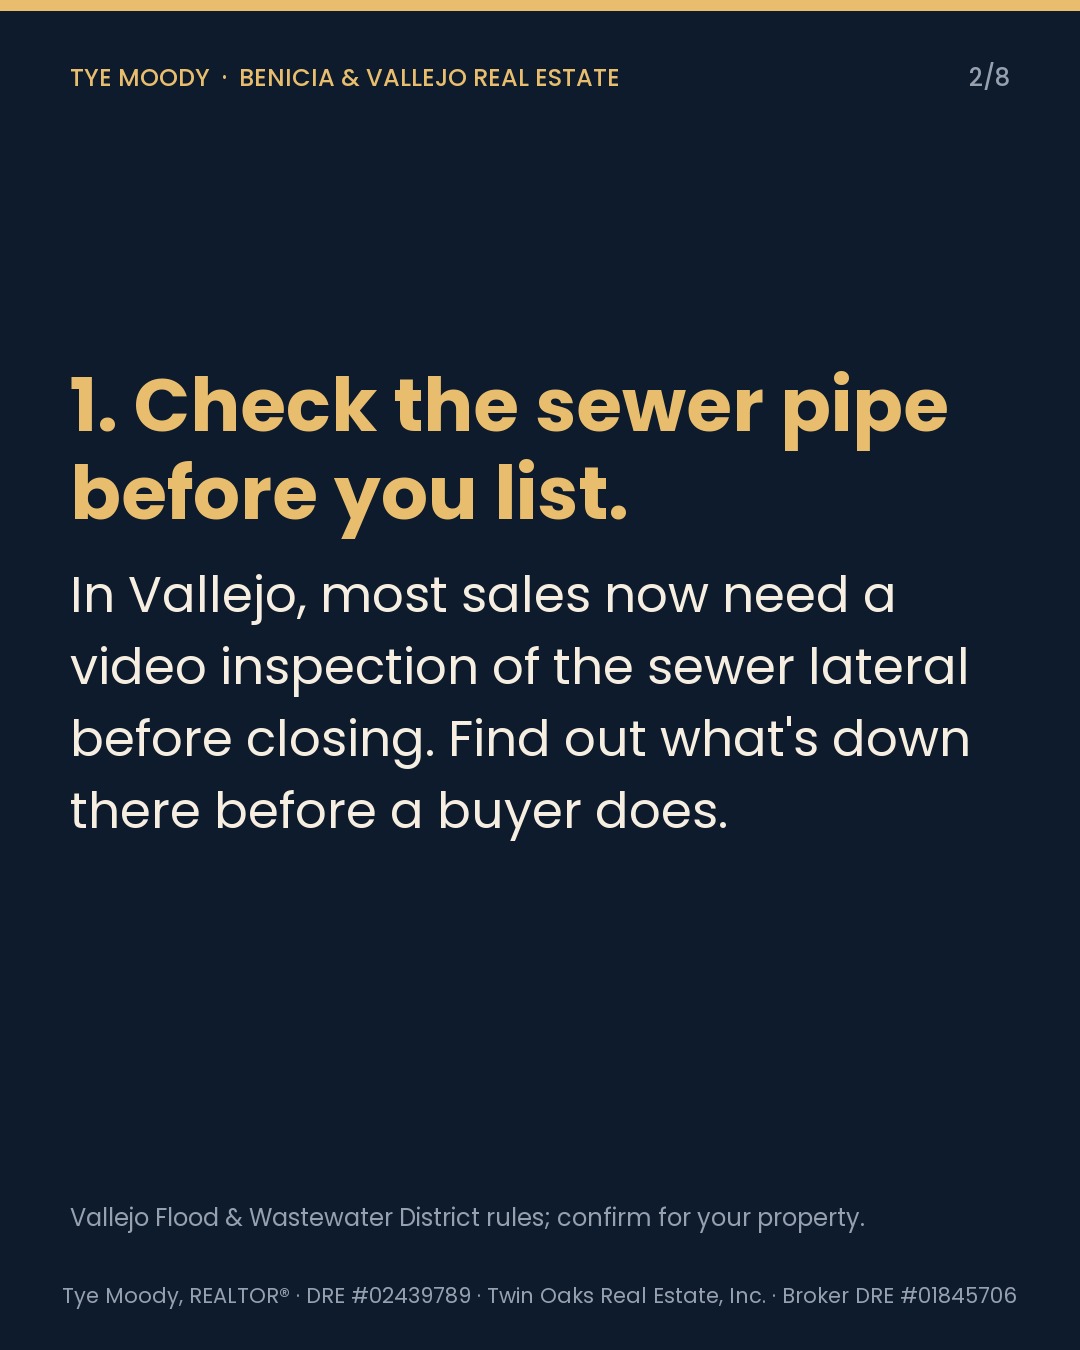 TYE MOODY · BENICIA & VALLEJO REAL ESTATE
2/8
1. Check the sewer pipe
before you list.
In Vallejo, most sales now need a
video inspection of the sewer lateral
before closing. Find out what's down
there before a buyer does.
Vallejo Flood & Wastewater District rules; confirm for your property.
Tye Moody, REALTOR® · DRE #02439789 · Twin Oaks Real Estate, Inc. · Broker DRE #01845706